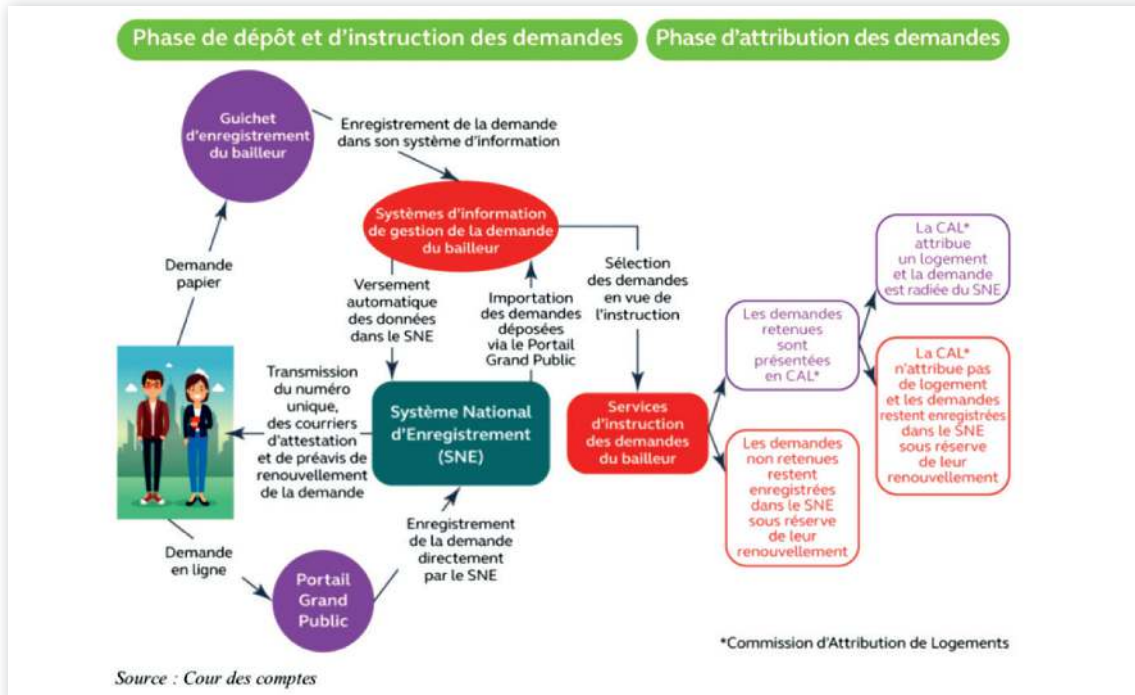 Phase de dépôt et d'instruction des demandes
Phase d'attribution des demandes
Guichet
d'enregistrement
du bailleur
Enregistrement de la demande
dans son système d'information
Demande
papier
Systèmes d'information
de gestion de la demande
du bailleur
Versement
automatique
des données
dans le SNE
Importation
des demandes
déposées
via le Portail
Grand Public
Sélection
des demandes
en vue de
l'instruction
Transmission
du numéro
unique,
des courriers
d'attestation
et de préavis de
renouvellement
de la demande
Système National
d'Enregistrement
(SNE)
Demande
en ligne
Portail
Grand
Public
Enregistrement
de la demande
directement
par le SNE
Services
d'instruction
des demandes
du bailleur
Les demandes
retenues
sont
présentées
en CAL*
Les demandes
non retenues
restent
enregistrées
dans le SNE
sous réserve
de leur
renouvellement
La CAL*
attribue
un logement
et la demande
est radiée du SNE
La CAL*
n'attribue pas
de logement
et les demandes
restent enregistrées
dans le SNE
sous réserve
de leur
renouvellement
*Commission d'Attribution de Logements
Source : Cour des comptes